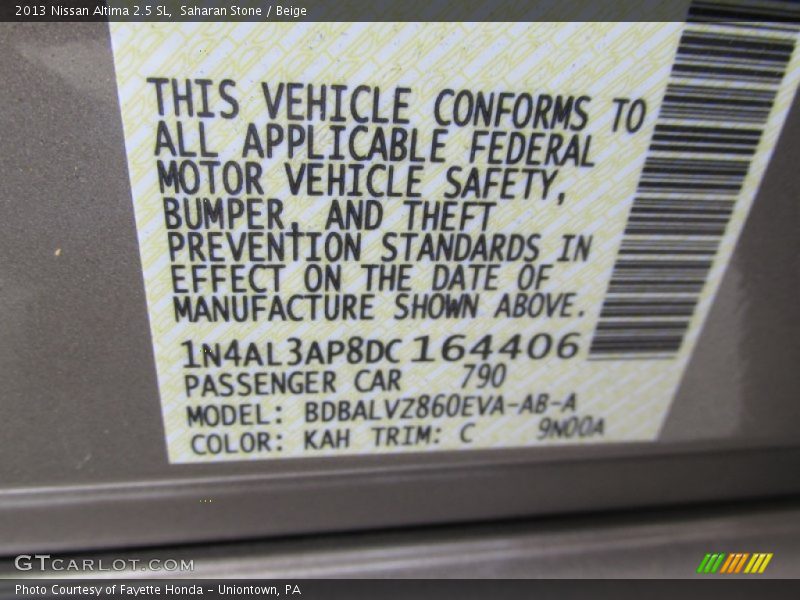 2013 Nissan Altima 2.5 SL,  Saharan Stone / Beige
THIS VEHICLE CONFORMS TO
ALL APPLICABLE FEDERAL
MOTOR VEHICLE SAFETY,
BUMPER, AND THEFT
PREVENTION STANDARDS IN
EFFECT ON THE DATE OF
MANUFACTURE SHOWN ABOVE.
1N4AL3AP8DC164406
PASSENGER CAR 790
MODEL: BDBALVZ860EVA-AB-A
COLOR: KAH TRIM: C 9N00A
GTCARLOT.COM
Photo Courtesy of Fayette Honda - Uniontown, PA